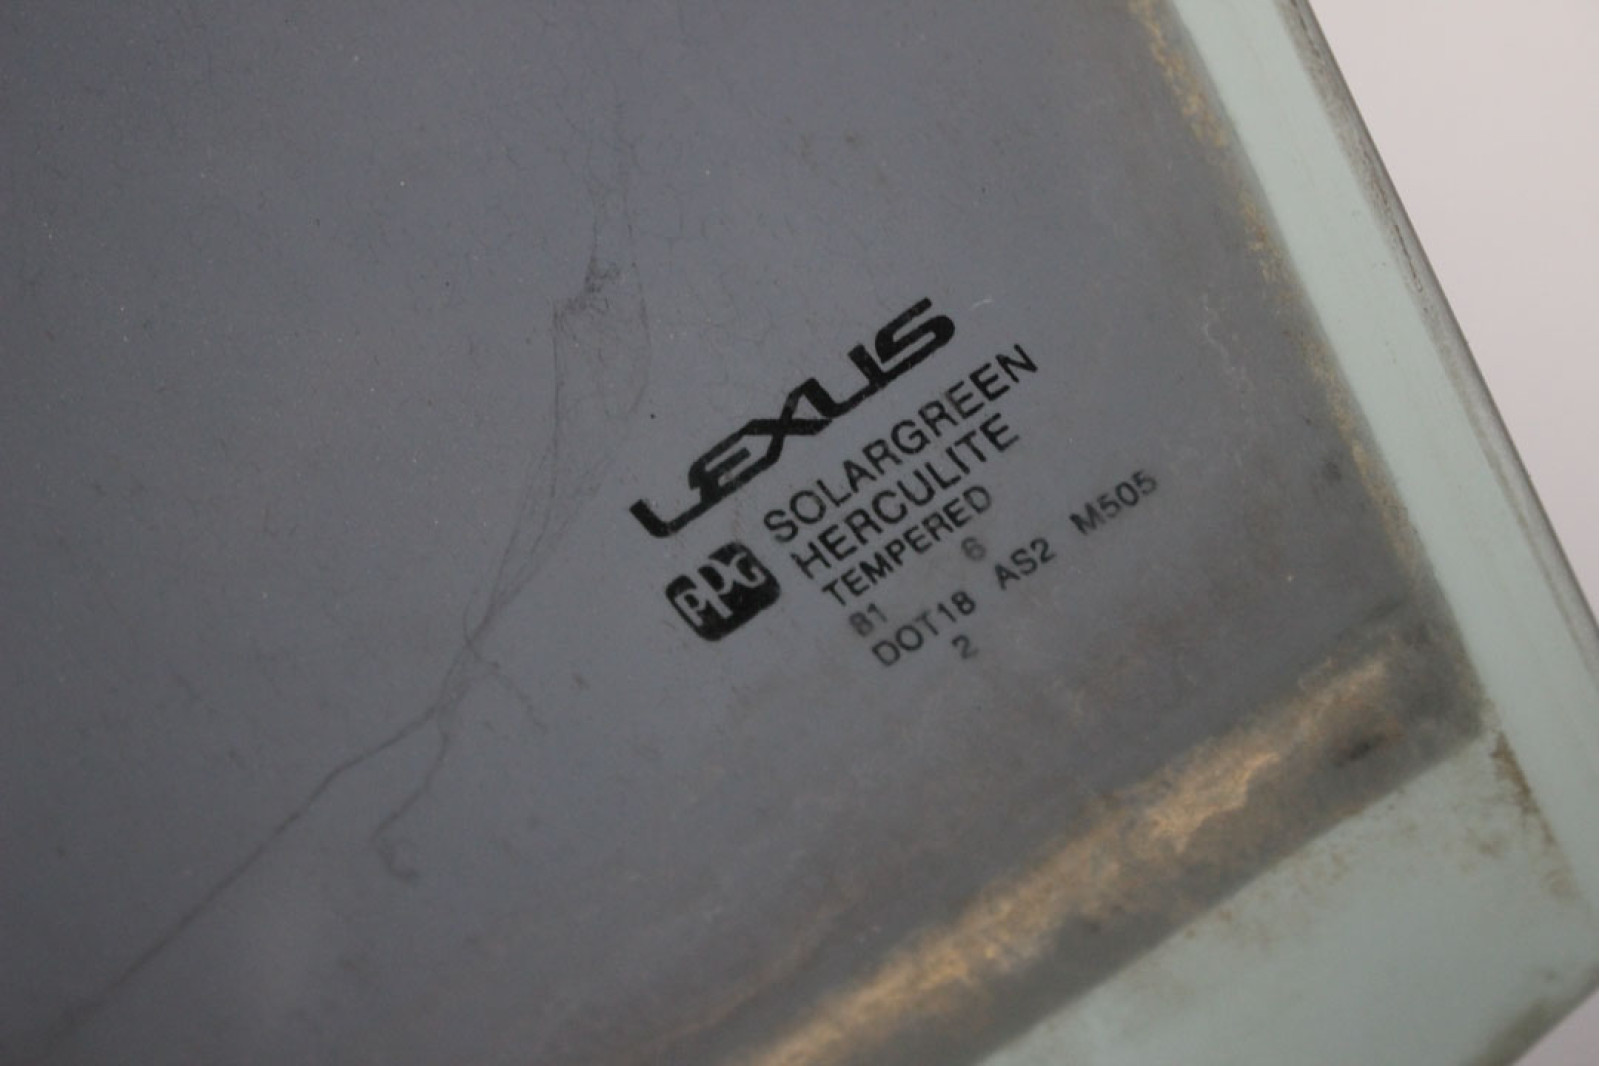 LEXUS
PPG
SOLARGREEN
HERCULITE
TEMPERED
81 6
DOT18 AS2 M505
2